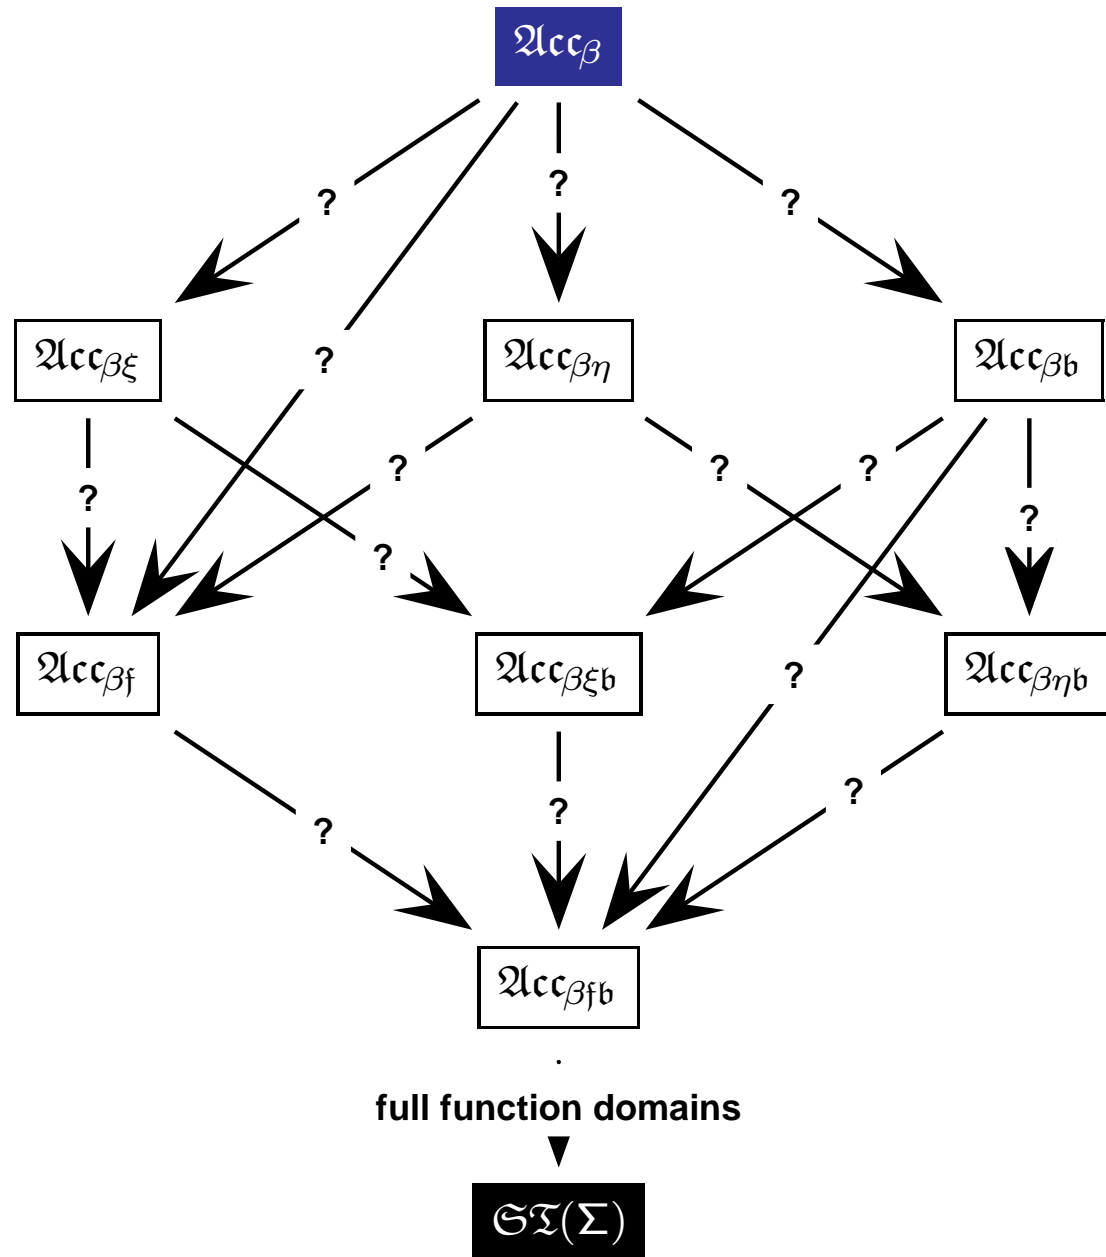 𝔄𝔠𝔠β
? ? ?
?
𝔄𝔠𝔠βξ 𝔄𝔠𝔠βη 𝔄𝔠𝔠β𝔟
? ? ? ? ? ?
?
𝔄𝔠𝔠β𝔣 𝔄𝔠𝔠βξ𝔟 𝔄𝔠𝔠βη𝔟
? ? ? ?
𝔄𝔠𝔠β𝔣𝔟
.
full function domains
𝔖𝔗(Σ)